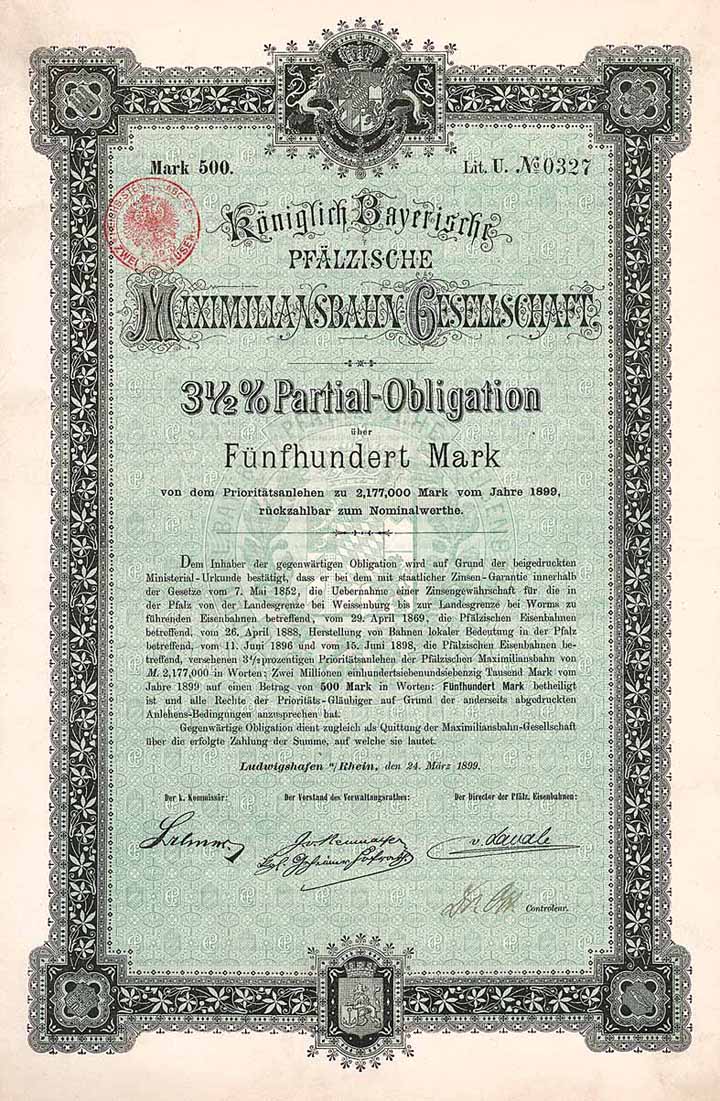 Mark 500.
Lit. U. No 0327
Königlich Bayerische
PFÄLZISCHE
MAXIMILIANSBAHN-GESELLSCHAFT.
3½% Partial-Obligation
über
Fünfhundert Mark
von dem Prioritätsanlehen zu 2,177,000 Mark vom Jahre 1899,
rückzahlbar zum Nominalwerthe.
Dem Inhaber der gegenwärtigen Obligation wird auf Grund der beigedruckten
Ministerial-Urkunde bestätigt, dass er bei dem mit staatlicher Zinsen-Garantie innerhalb
der Gesetze vom 7. Mai 1852, die Uebernahme einer Zinsengewährschaft für die in
der Pfalz von der Landesgrenze bei Weissenburg bis zur Landesgrenze bei Worms zu
führenden Eisenbahnen betreffend, vom 29. April 1869, die Pfälzischen Eisenbahnen
betreffend, vom 26. April 1888, Herstellung von Bahnen lokaler Bedeutung in der Pfalz
betreffend, vom 11. Juni 1896 und vom 15. Juni 1898, die Pfälzischen Eisenbahnen be-
treffend, versehenen 3½prozentigen Prioritätsanlehen der Pfälzischen Maximiliansbahn von
M. 2,177,000 in Worten: Zwei Millionen einhundertsiebenundsiebenzig Tausend Mark vom
Jahre 1899 auf einen Betrag von 500 Mark in Worten: Fünfhundert Mark betheiligt
ist und alle Rechte der Prioritäts-Gläubiger auf Grund der anderseits abgedruckten
Anlehens-Bedingungen anzusprechen hat.
Gegenwärtige Obligation dient zugleich als Quittung der Maximiliansbahn-Gesellschaft
über die erfolgte Zahlung der Summe, auf welche sie lautet.
Ludwigshafen a/Rhein, den 24. März 1899.
Der k. Kommissär:
Der Vorstand des Verwaltungsrathes:
Der Director der Pfälz. Eisenbahnen:
v. Lavale
Controleur.